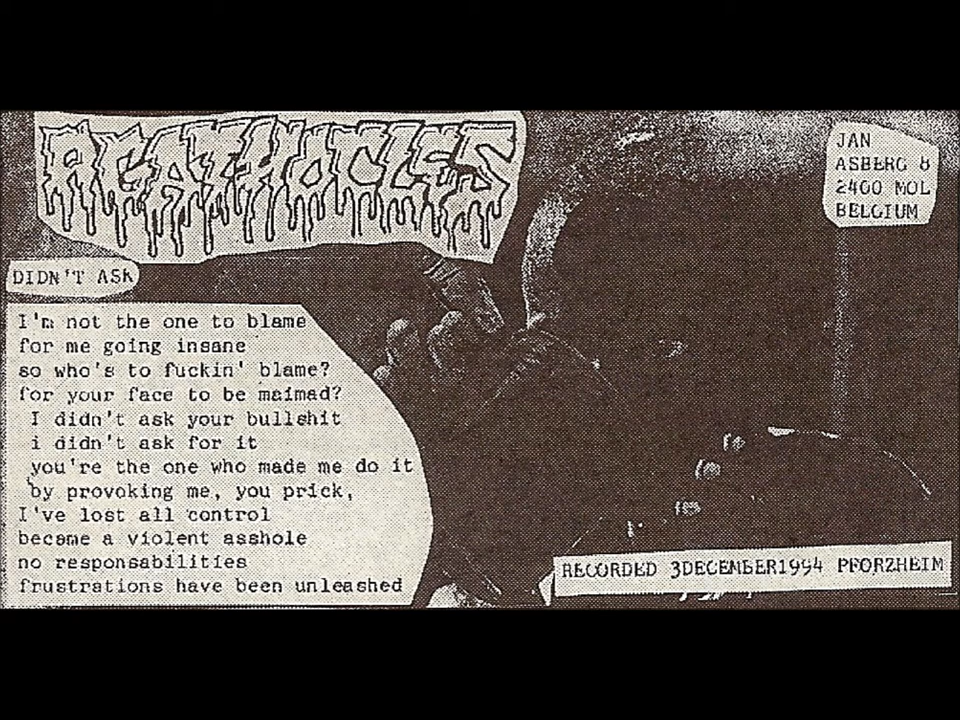 AGATHOCLES
JAN
ASBERG 8
2400 MOL
BELGIUM
DIDN'T ASK
I'm not the one to blame
for me going insane
so who's to fuckin' blame?
for your face to be maimad?
I didn't ask your bullshit
i didn't ask for it
you're the one who made me do it
by provoking me, you prick,
I've lost all control
became a violent asshole
no responsabilities
frustrations have been unleashed
RECORDED 3DECEMBER1994 PFORZHEIM